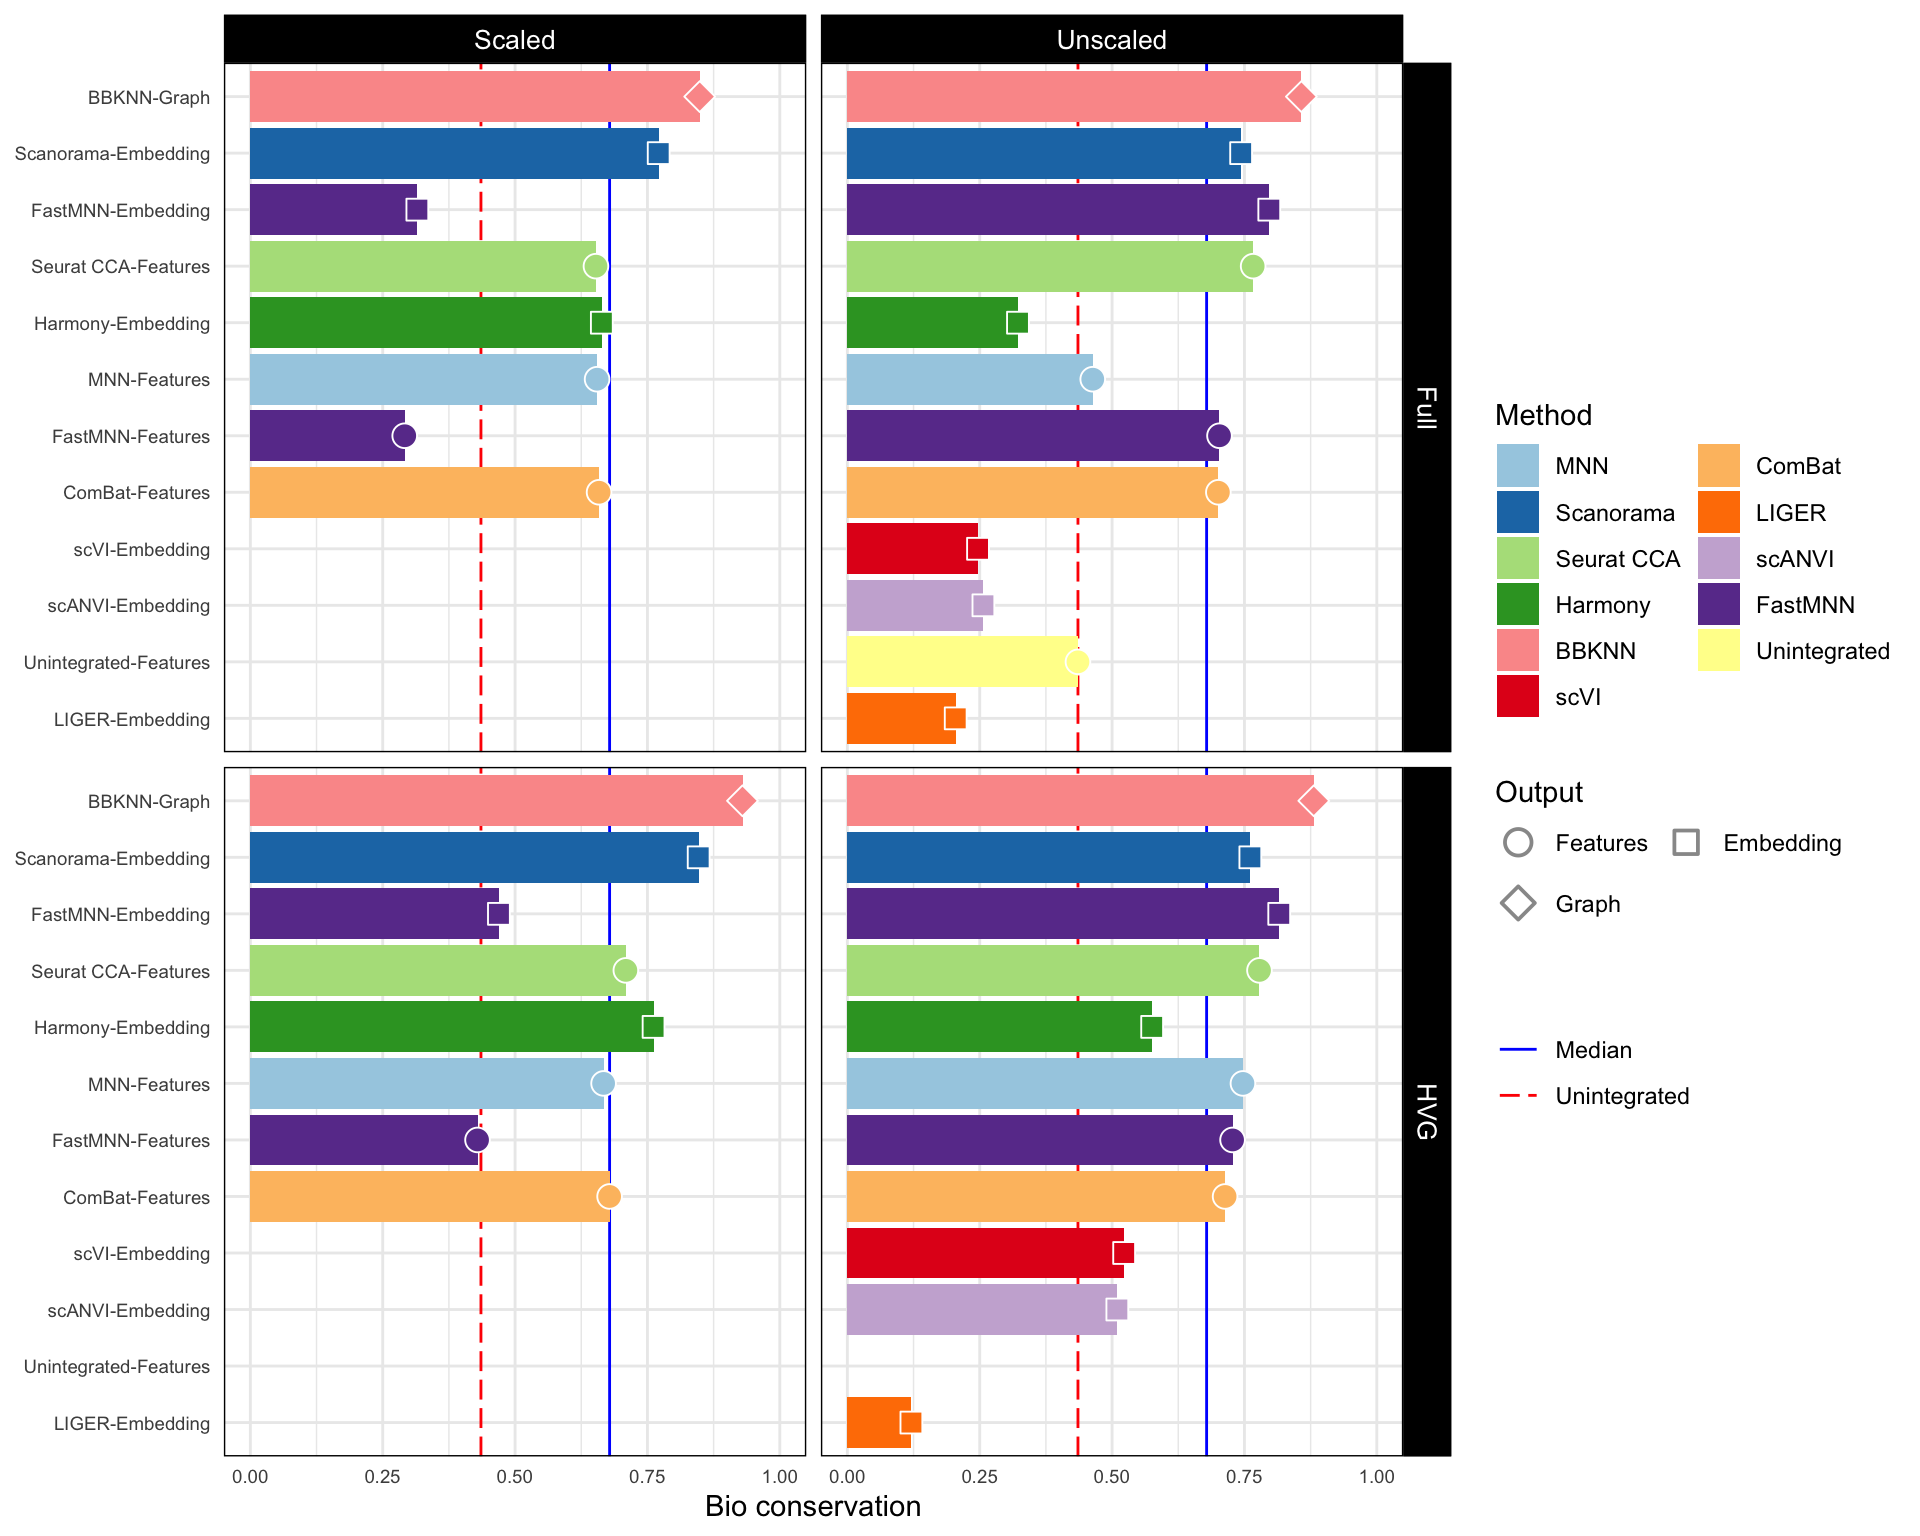 Scaled Unscaled
BBKNN-Graph
Scanorama-Embedding
FastMNN-Embedding
Seurat CCA-Features
Harmony-Embedding
MNN-Features
FastMNN-Features
ComBat-Features
scVI-Embedding
scANVI-Embedding
Unintegrated-Features
LIGER-Embedding
Full
BBKNN-Graph
Scanorama-Embedding
FastMNN-Embedding
Seurat CCA-Features
Harmony-Embedding
MNN-Features
FastMNN-Features
ComBat-Features
scVI-Embedding
scANVI-Embedding
Unintegrated-Features
LIGER-Embedding
HVG
0.00 0.25 0.50 0.75 1.00 0.00 0.25 0.50 0.75 1.00
Bio conservation
Method
MNN ComBat
Scanorama LIGER
Seurat CCA scANVI
Harmony FastMNN
BBKNN Unintegrated
scVI
Output
Features Embedding
Graph
Median
Unintegrated